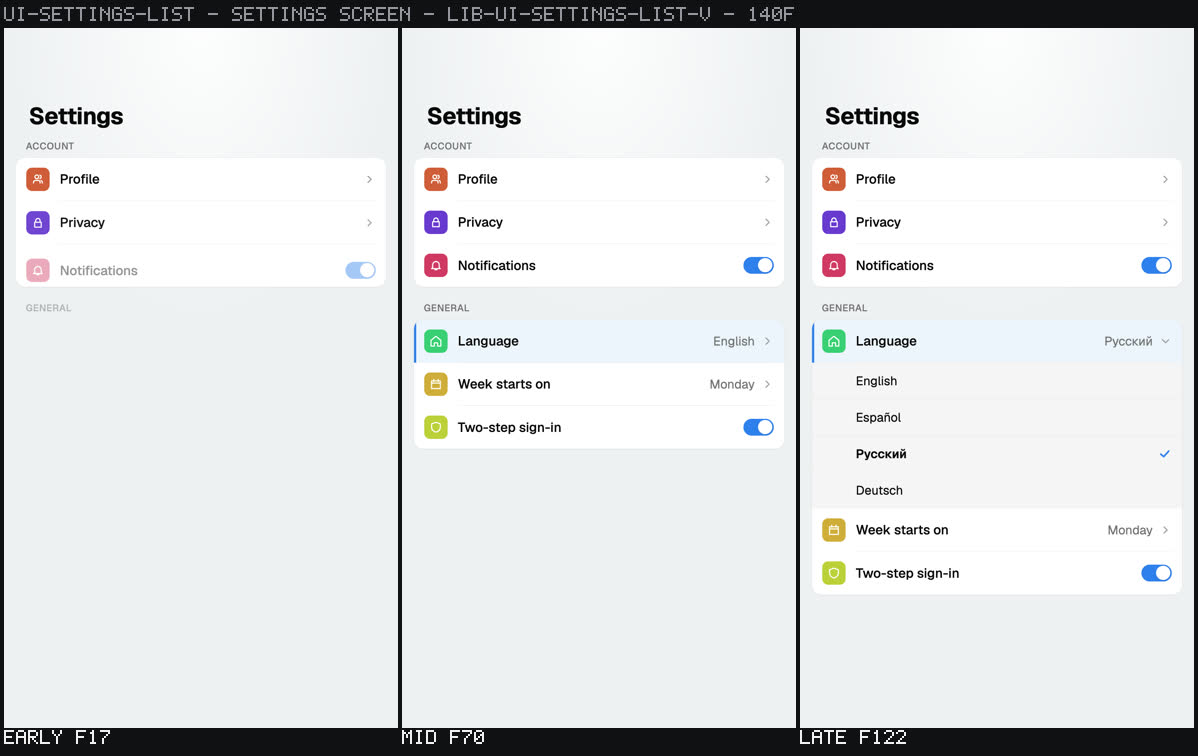 UI-SETTINGS-LIST - SETTINGS SCREEN - LIB-UI-SETTINGS-LIST-V - 140F
Settings
ACCOUNT
Profile
Privacy
Notifications
GENERAL
EARLY F17
Settings
ACCOUNT
Profile
Privacy
Notifications
GENERAL
Language English
Week starts on Monday
Two-step sign-in
MID F70
Settings
ACCOUNT
Profile
Privacy
Notifications
GENERAL
Language Русский
English
Español
Русский
Deutsch
Week starts on Monday
Two-step sign-in
LATE F122